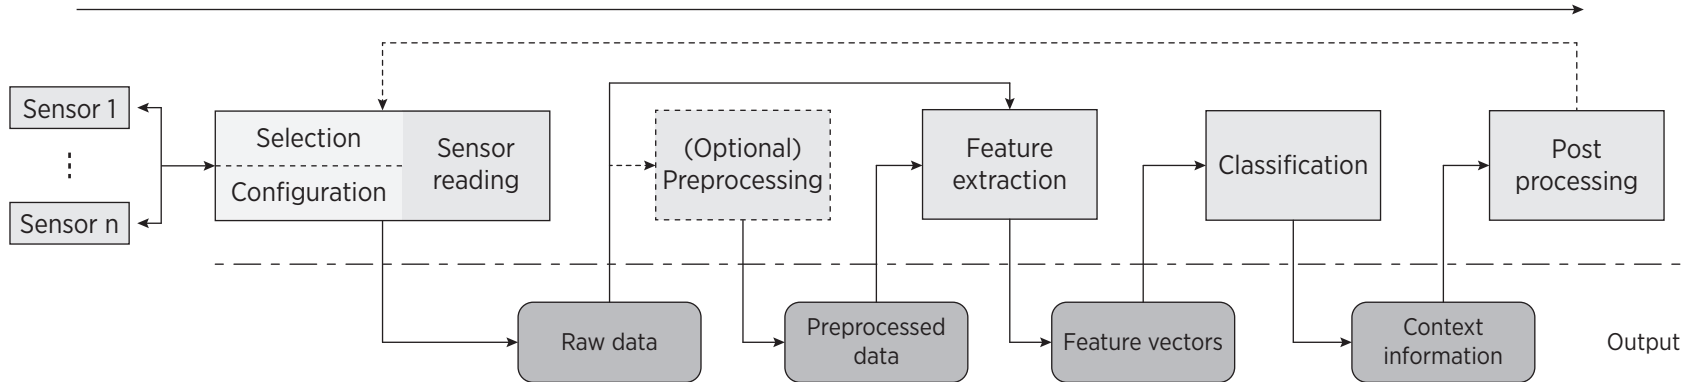 Sensor 1
Sensor n
Selection
Configuration
Sensor
reading
(Optional)
Preprocessing
Feature
extraction
Classification
Post
processing
Raw data
Preprocessed
data
Feature vectors
Context
information
Output